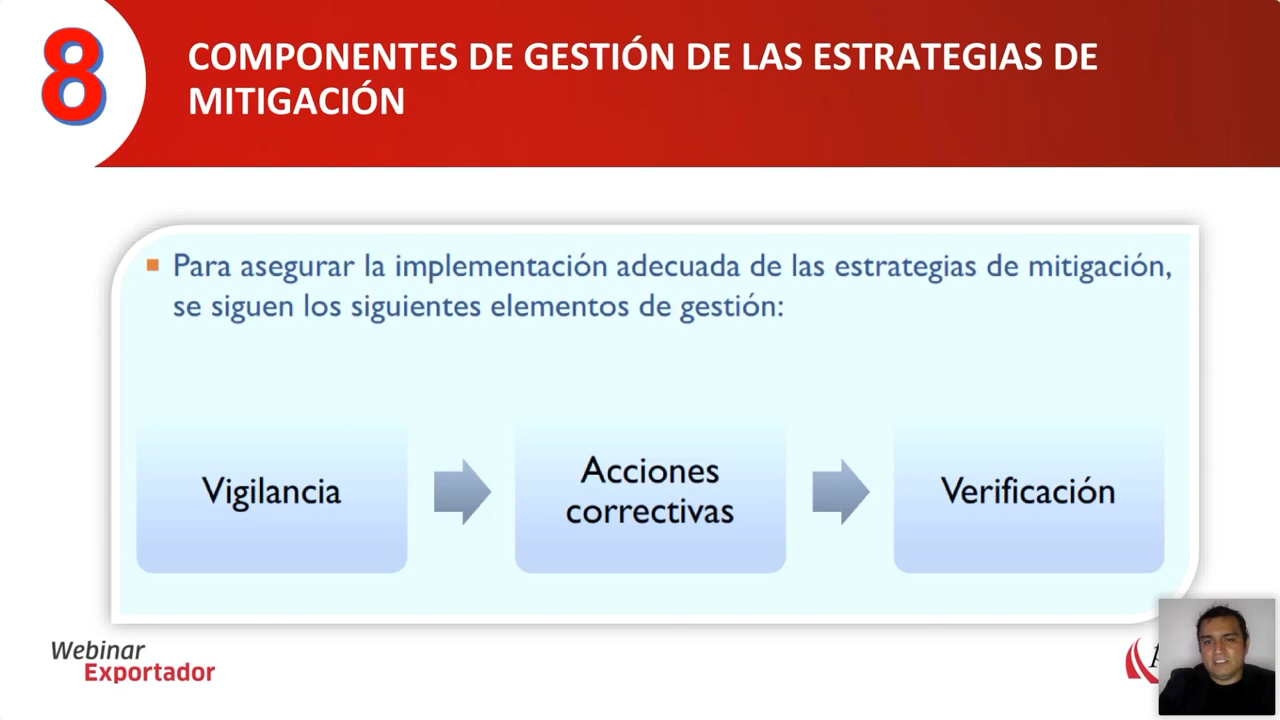 8
COMPONENTES DE GESTIÓN DE LAS ESTRATEGIAS DE
MITIGACIÓN
Para asegurar la implementación adecuada de las estrategias de mitigación,
se siguen los siguientes elementos de gestión:
Vigilancia
Acciones
correctivas
Verificación
Webinar
Exportador